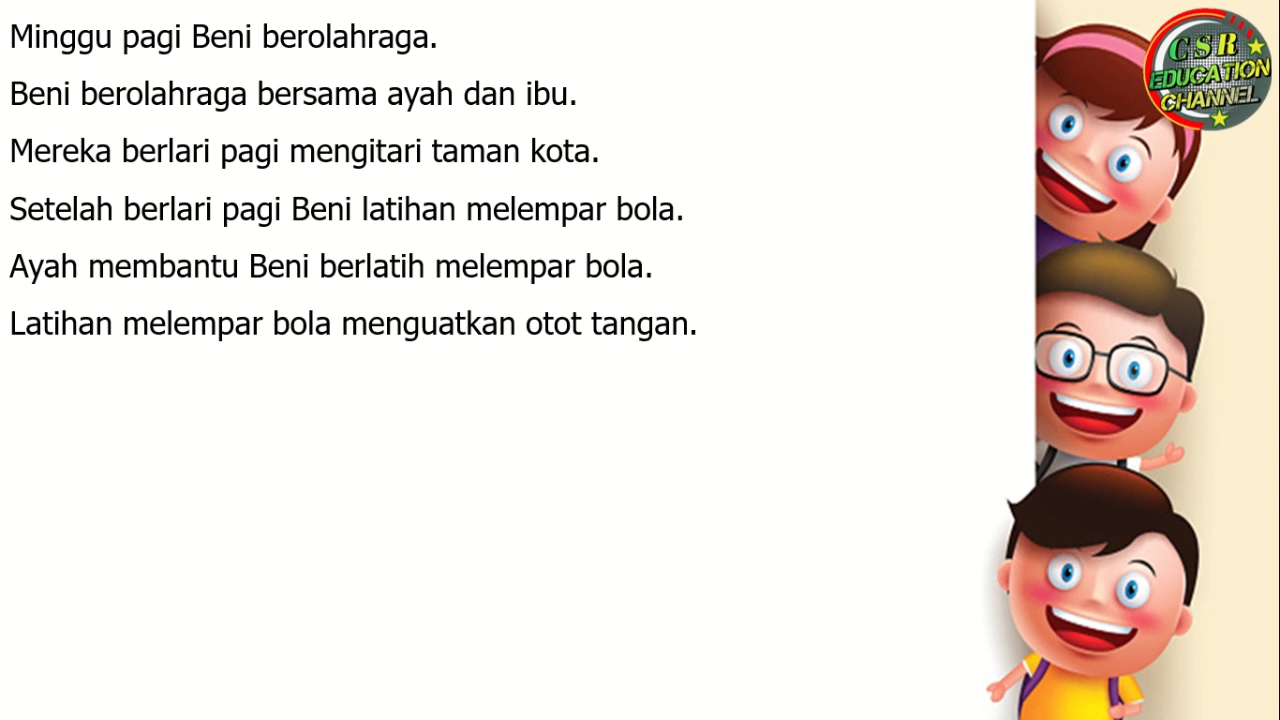 Minggu pagi Beni berolahraga.
Beni berolahraga bersama ayah dan ibu.
Mereka berlari pagi mengitari taman kota.
Setelah berlari pagi Beni latihan melempar bola.
Ayah membantu Beni berlatih melempar bola.
Latihan melempar bola menguatkan otot tangan.
CSR
EDUCATION
CHANNEL